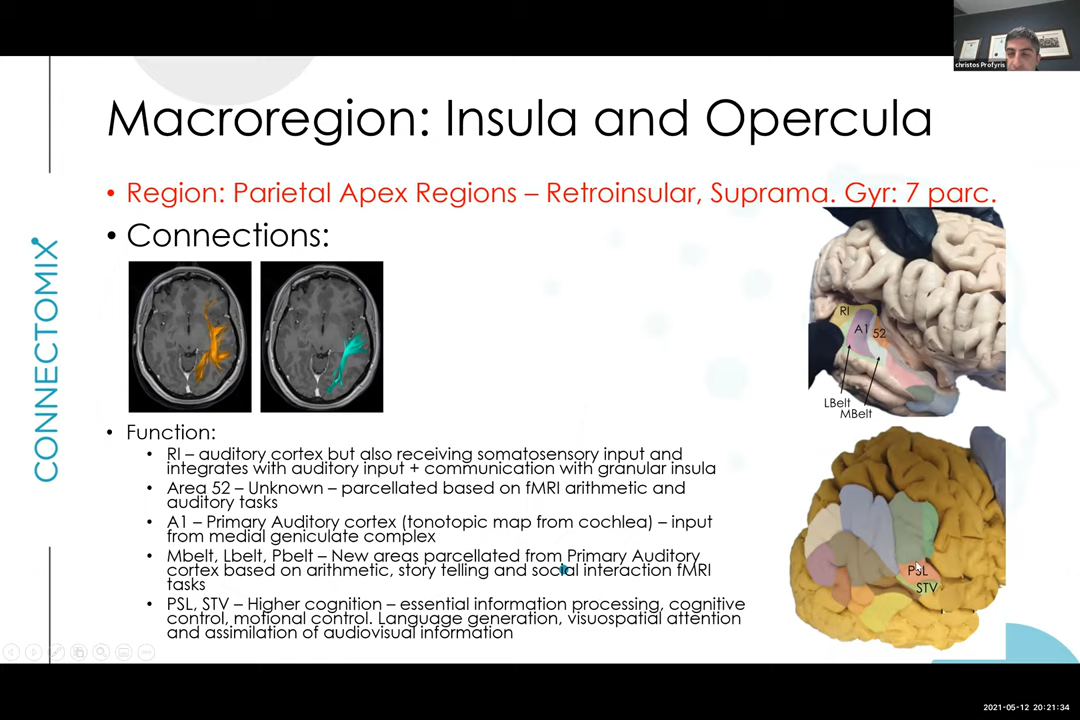 christos Profyris
Macroregion: Insula and Opercula
• Region: Parietal Apex Regions – Retroinsular, Suprama. Gyr: 7 parc.
• Connections:
CONNECTOMIX
RI
A1
52
LBelt
MBelt
• Function:
• RI – auditory cortex but also receiving somatosensory input and
integrates with auditory input + communication with granular insula
• Area 52 – Unknown – parcellated based on fMRI arithmetic and
auditory tasks
• A1 – Primary Auditory cortex (tonotopic map from cochlea) – input
from medial geniculate complex
• Mbelt, Lbelt, Pbelt – New areas parcellated from Primary Auditory
cortex based on arithmetic, story telling and social interaction fMRI
tasks
• PSL, STV – Higher cognition – essential information processing, cognitive
control, motional control. Language generation, visuospatial attention
and assimilation of audiovisual information
PSL
STV
2021-05-12 20:21:34